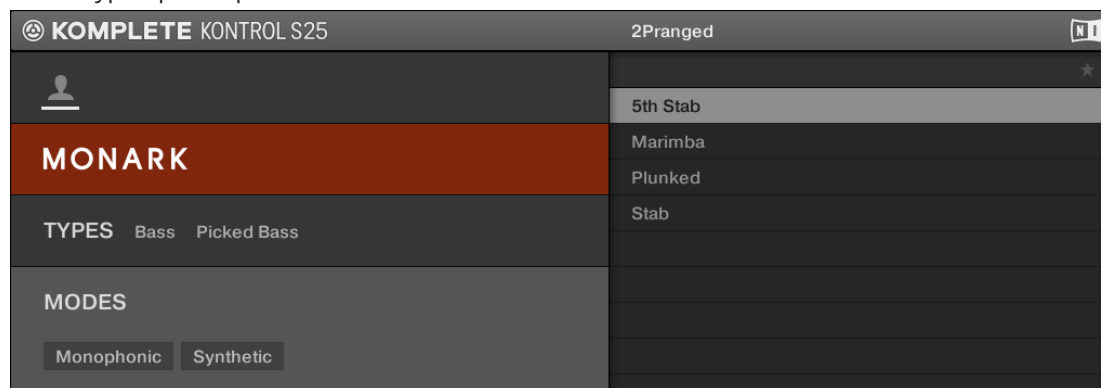 KOMPLETE KONTROL S25
2Pranged
NI
MONARK
TYPES Bass Picked Bass
MODES
Monophonic Synthetic
5th Stab
Marimba
Plunked
Stab